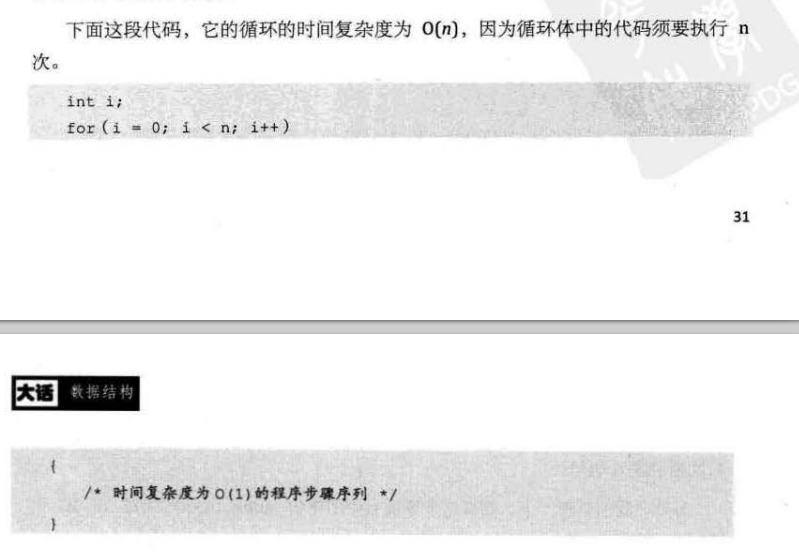 下面这段代码，它的循环的时间复杂度为 O(n)，因为循环体中的代码须要执行 n
次。
int i;
for(i = 0; i < n; i++)
PDG
31
大话 数据结构
{
/* 时间复杂度为O(1)的程序步骤序列 */
}